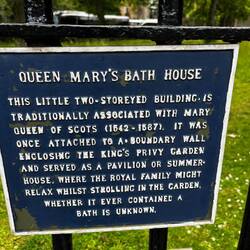 QUEEN MARY'S BATH HOUSE
THIS LITTLE TWO-STOREYED BUILDING IS
TRADITIONALLY ASSOCIATED WITH MARY
QUEEN OF SCOTS (1542-1587). IT WAS
ONCE ATTACHED TO A BOUNDARY WALL
ENCLOSING THE KING'S PRIVY GARDEN
AND SERVED AS A PAVILION OR SUMMER-
HOUSE, WHERE THE ROYAL FAMILY MIGHT
RELAX WHILST STROLLING IN THE GARDEN.
WHETHER IT EVER CONTAINED A
BATH IS UNKNOWN.